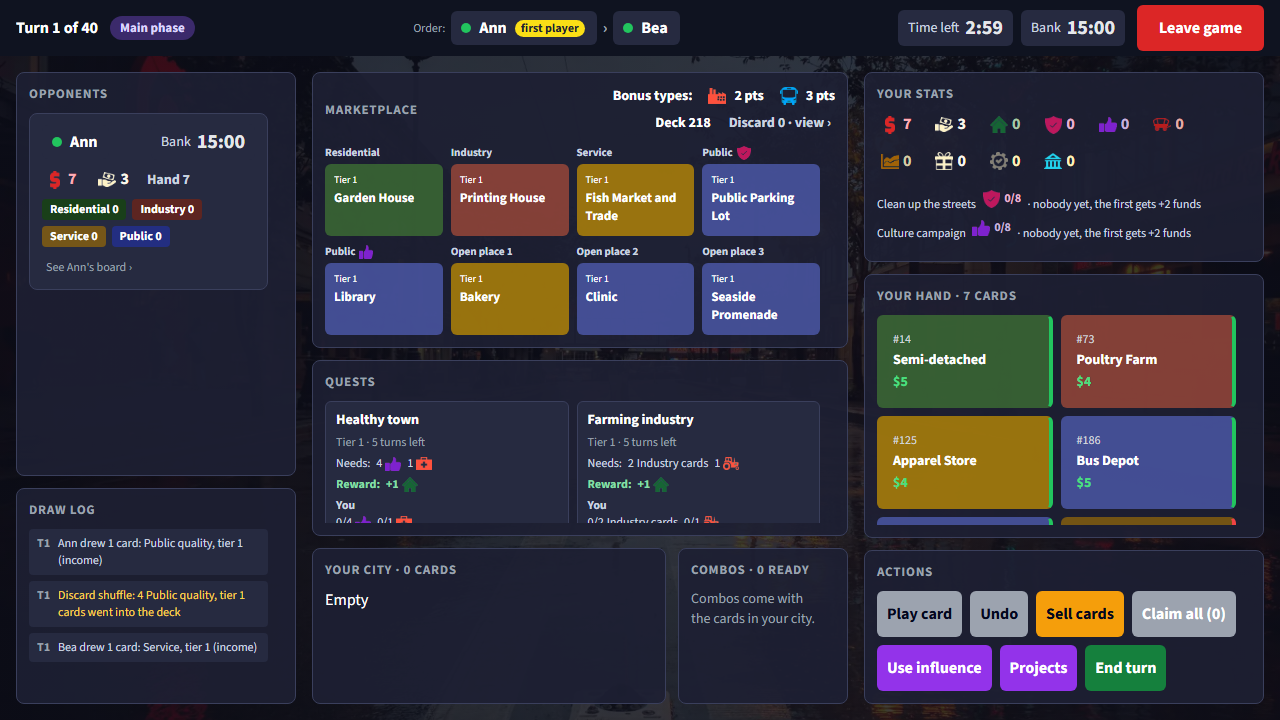 Turn 1 of 40 Main phase
Order: Ann first player › Bea
Time left 2:59 Bank 15:00 Leave game
OPPONENTS
Ann Bank 15:00
7 3 Hand 7
Residential 0 Industry 0
Service 0 Public 0
See Ann's board ›
DRAW LOG
T1 Ann drew 1 card: Public quality, tier 1
(income)
T1 Discard shuffle: 4 Public quality, tier 1
cards went into the deck
T1 Bea drew 1 card: Service, tier 1 (income)
MARKETPLACE
Bonus types: 2 pts 3 pts
Deck 218 Discard 0 · view ›
Residential Industry Service Public
Tier 1 Tier 1 Tier 1 Tier 1
Garden House Printing House Fish Market and Public Parking
Trade Lot
Public Open place 1 Open place 2 Open place 3
Tier 1 Tier 1 Tier 1 Tier 1
Library Bakery Clinic Seaside
Promenade
QUESTS
Healthy town Farming industry
Tier 1 · 5 turns left Tier 1 · 5 turns left
Needs: 4 1 Needs: 2 Industry cards 1
Reward: +1 Reward: +1
You You
0/4 0/1 0/2 Industry cards 0/1
YOUR CITY · 0 CARDS
Empty
COMBOS · 0 READY
Combos come with
the cards in your city.
YOUR STATS
$ 7 3 0 0 0 0
0 0 0 0
Clean up the streets 0/8 · nobody yet, the first gets +2 funds
Culture campaign 0/8 · nobody yet, the first gets +2 funds
YOUR HAND · 7 CARDS
#14 #73
Semi-detached Poultry Farm
$5 $4
#125 #186
Apparel Store Bus Depot
$4 $5
ACTIONS
Play card Undo Sell cards Claim all (0)
Use influence Projects End turn